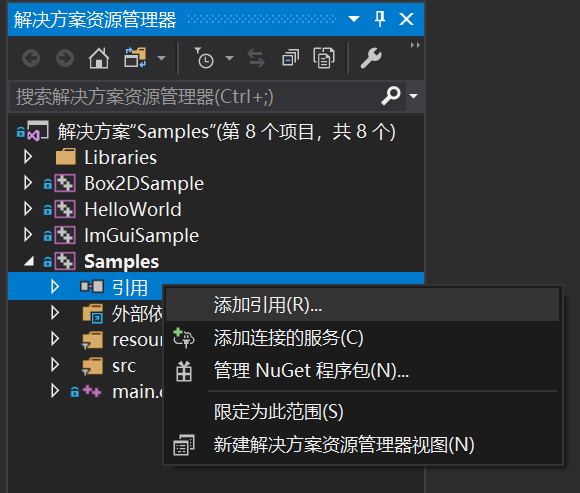 解决方案资源管理器
搜索解决方案资源管理器(Ctrl+;)
解决方案“Samples”(第 8 个项目，共 8 个)
Libraries
Box2DSample
HelloWorld
ImGuiSample
Samples
引用
添加引用(R)...
外部依
添加连接的服务(C)
resour
管理 NuGet 程序包(N)...
src
main.c
限定为此范围(S)
新建解决方案资源管理器视图(N)